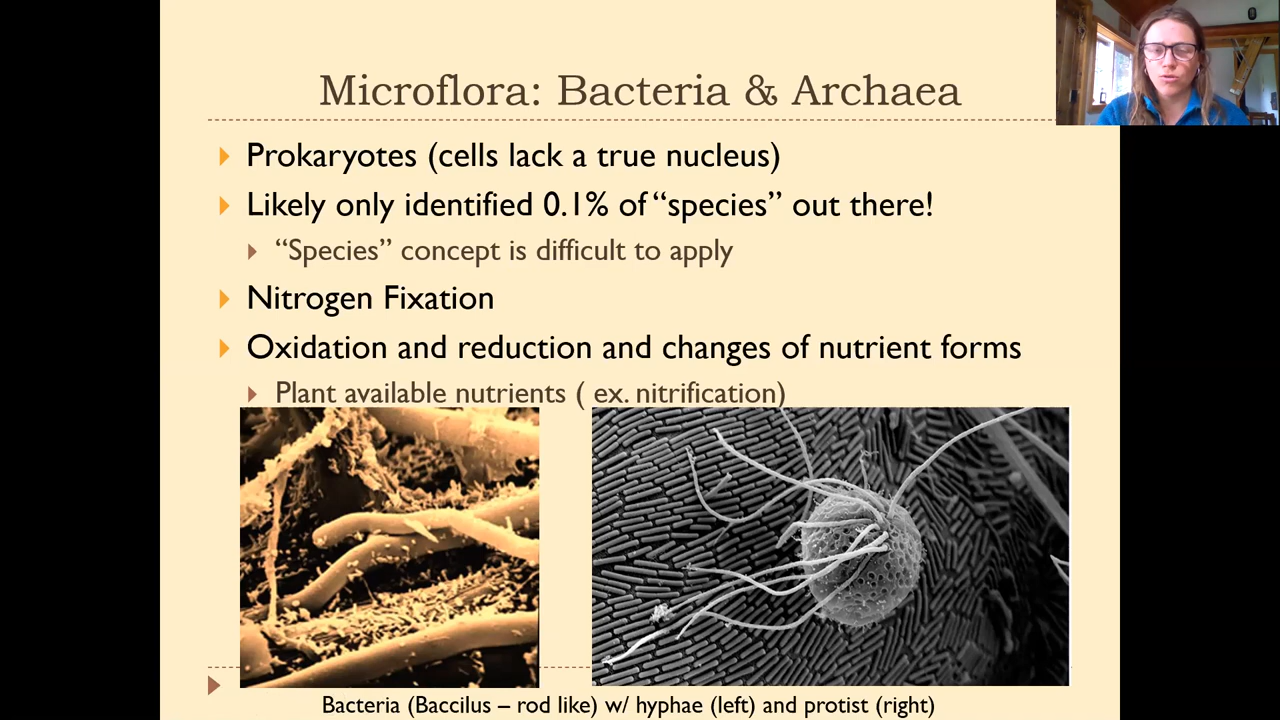 Microflora: Bacteria & Archaea
Prokaryotes (cells lack a true nucleus)
Likely only identified 0.1% of “species” out there!
“Species” concept is difficult to apply
Nitrogen Fixation
Oxidation and reduction and changes of nutrient forms
Plant available nutrients ( ex. nitrification)
Bacteria (Baccilus – rod like) w/ hyphae (left) and protist (right)